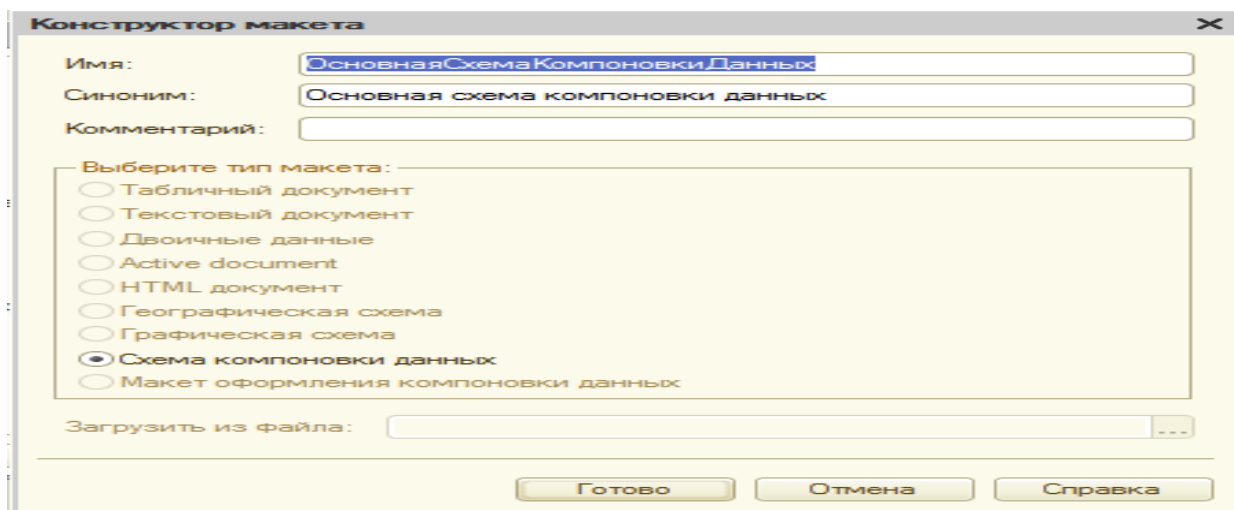 Конструктор макета
Имя: ОсновнаяСхемаКомпоновкиДанных
Синоним: Основная схема компоновки данных
Комментарий:
Выберите тип макета:
Табличный документ
Текстовый документ
Двоичные данные
Active document
HTML документ
Географическая схема
Графическая схема
Схема компоновки данных
Макет оформления компоновки данных
Загрузить из файла: ...
Готово Отмена Справка